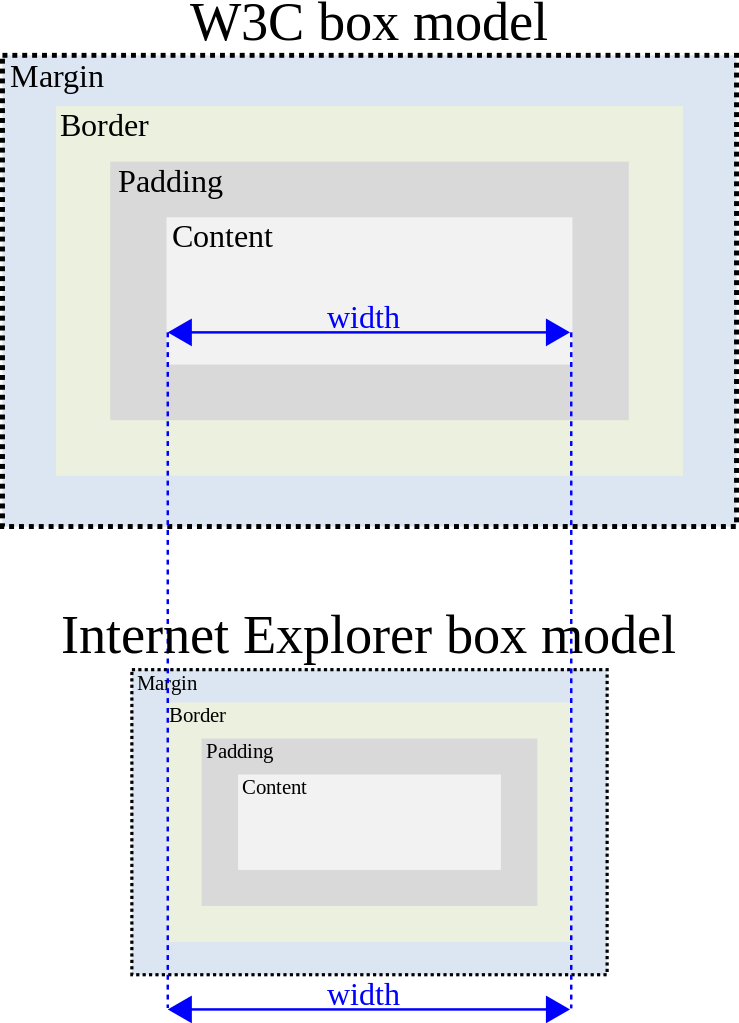 W3C box model
Margin
Border
Padding
Content
width
Internet Explorer box model
Margin
Border
Padding
Content
width